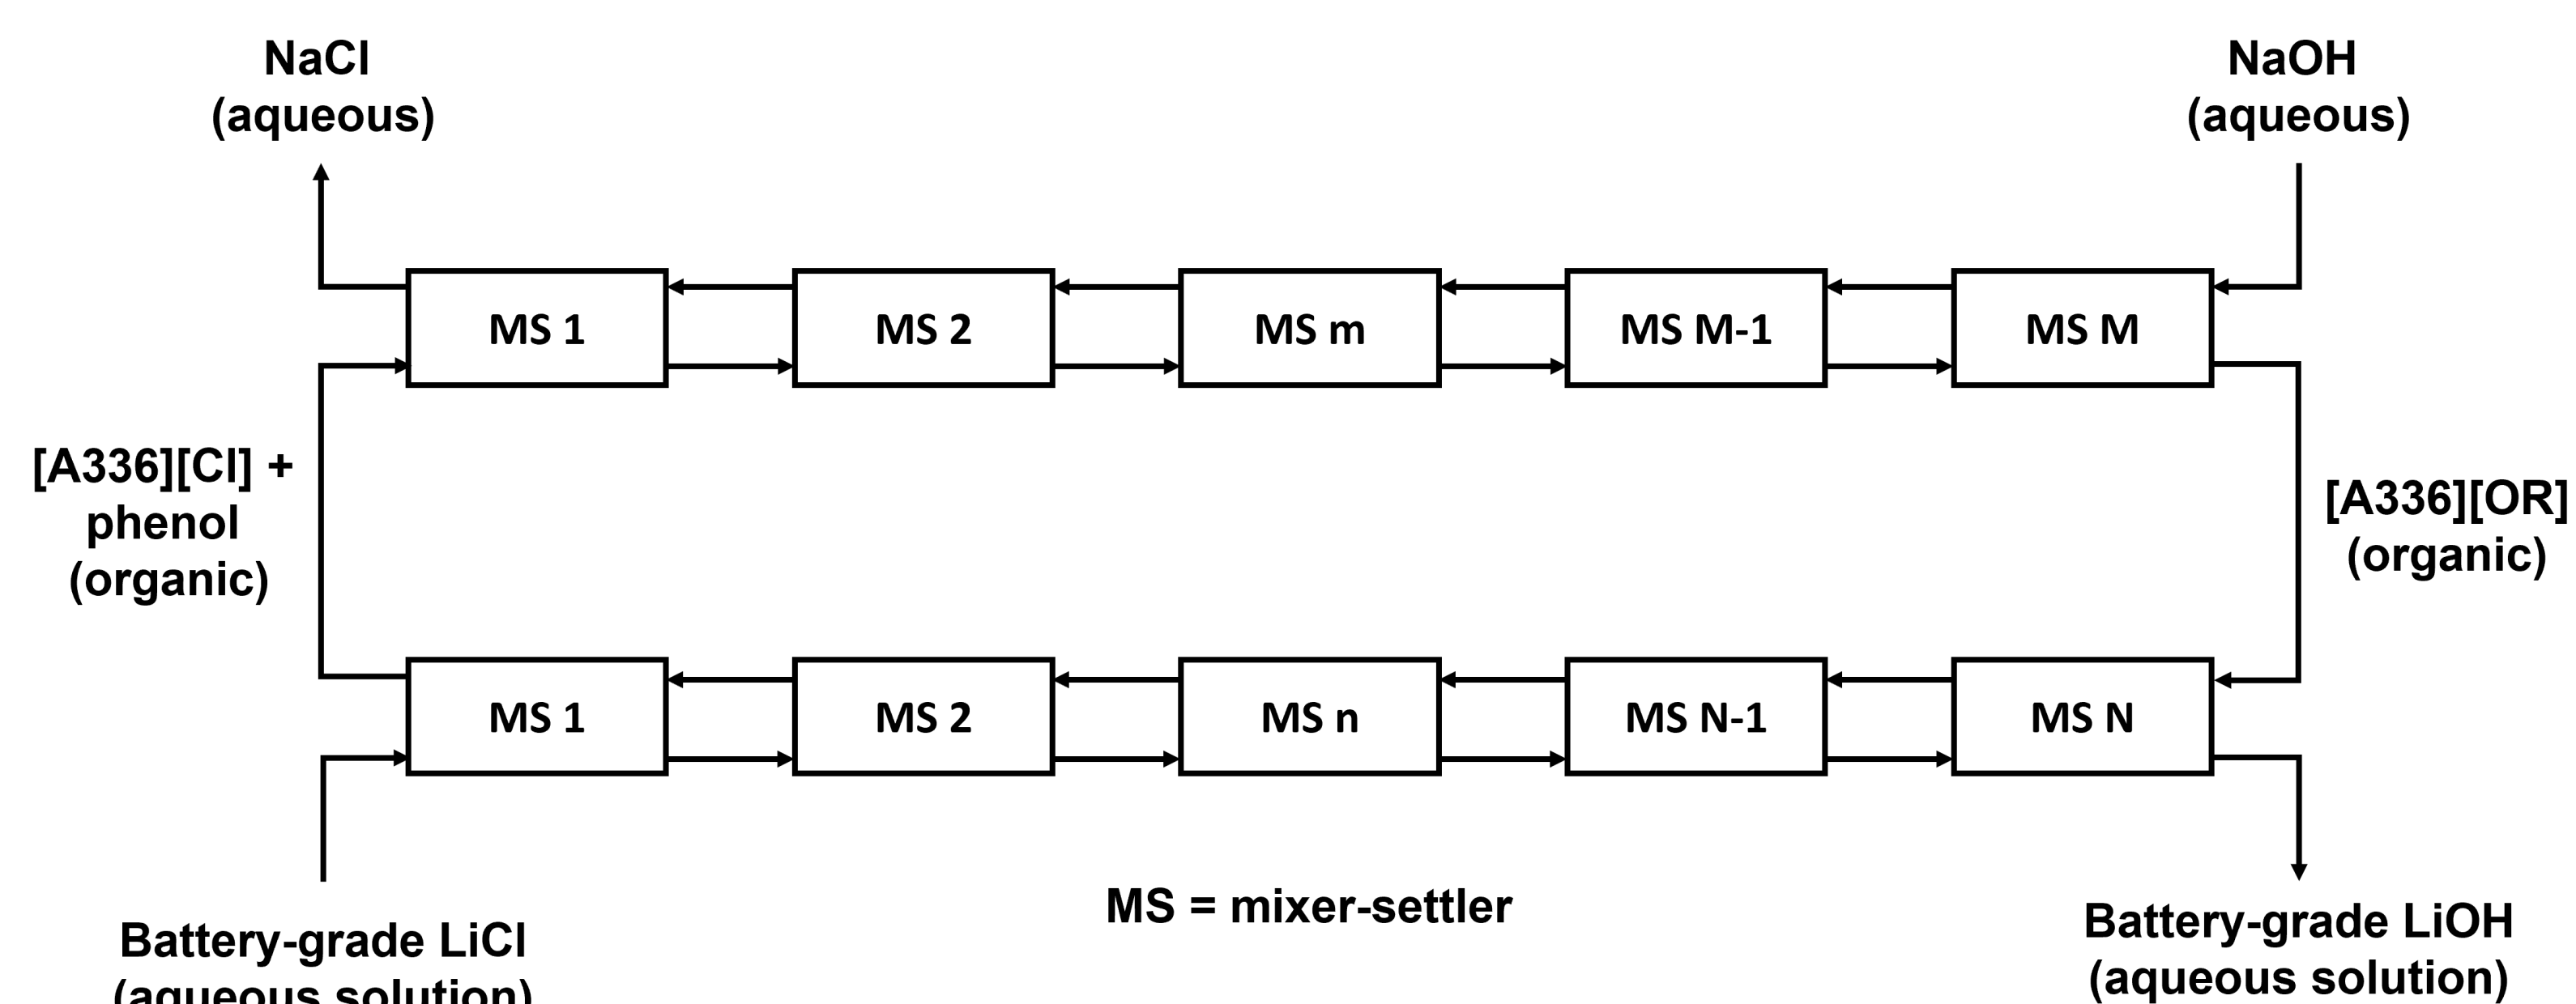 NaCl
(aqueous)
NaOH
(aqueous)
MS 1
MS 2
MS m
MS M-1
MS M
[A336][Cl] +
phenol
(organic)
[A336][OR]
(organic)
MS 1
MS 2
MS n
MS N-1
MS N
MS = mixer-settler
Battery-grade LiCl
(aqueous solution)
Battery-grade LiOH
(aqueous solution)